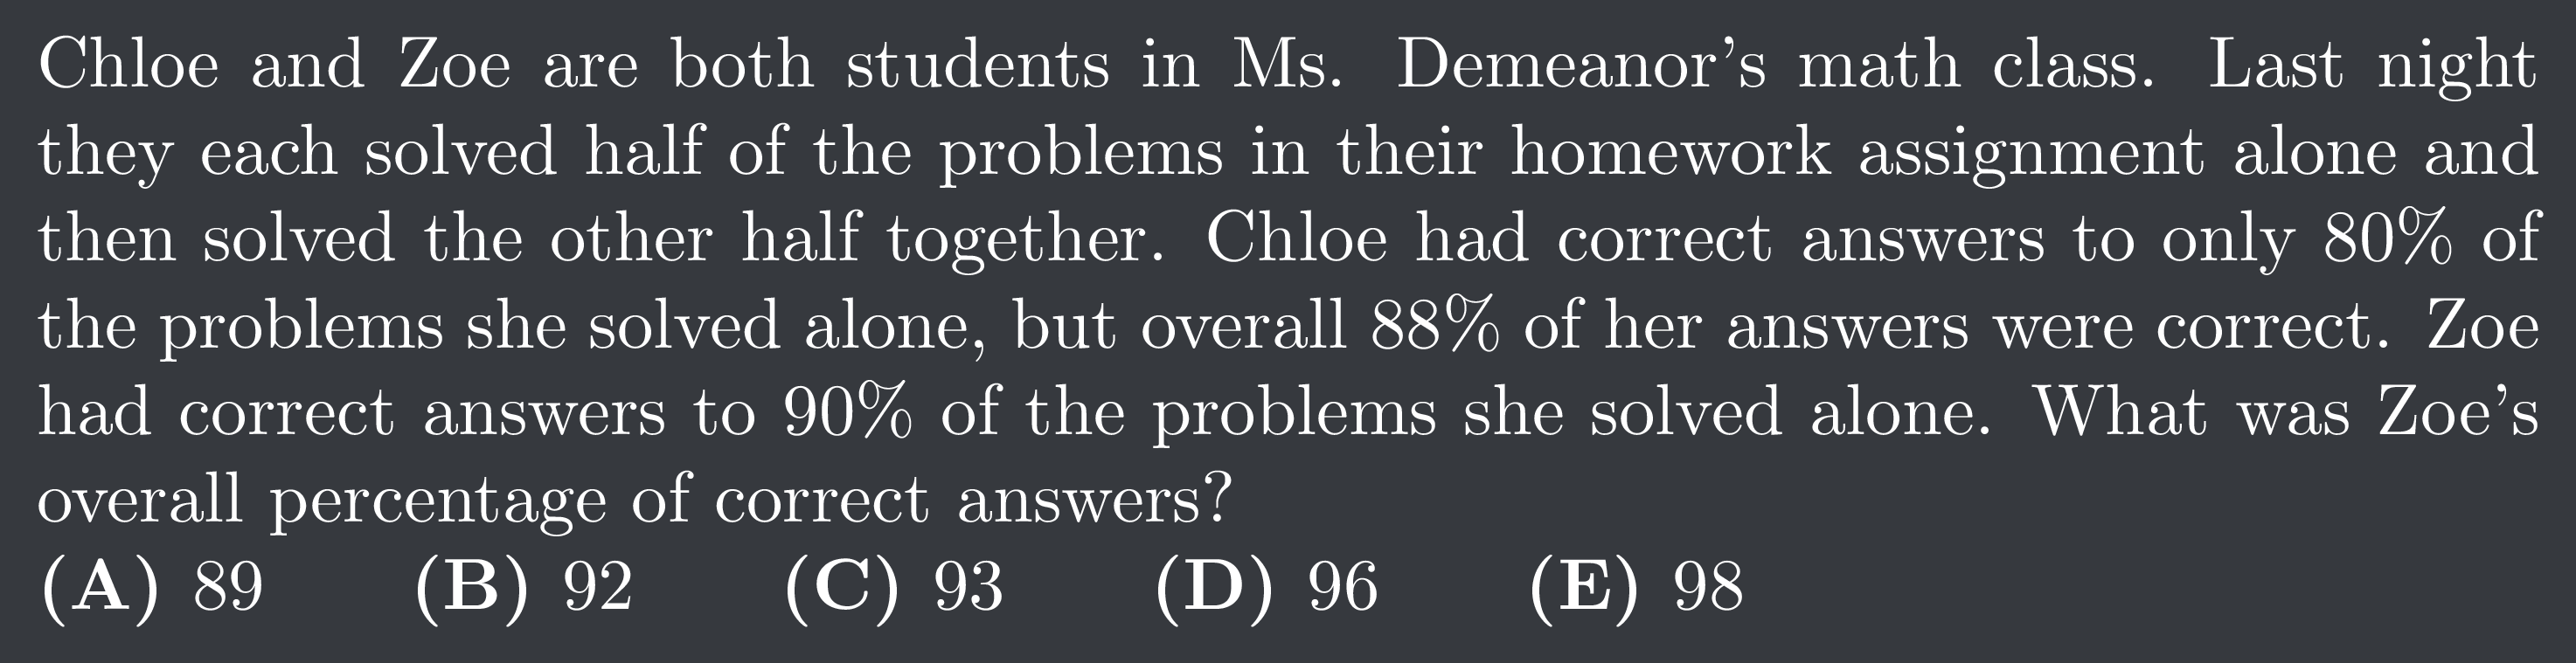 Chloe and Zoe are both students in Ms. Demeanor's math class. Last night
they each solved half of the problems in their homework assignment alone and
then solved the other half together. Chloe had correct answers to only 80% of
the problems she solved alone, but overall 88% of her answers were correct. Zoe
had correct answers to 90% of the problems she solved alone. What was Zoe's
overall percentage of correct answers?
(A) 89 (B) 92 (C) 93 (D) 96 (E) 98